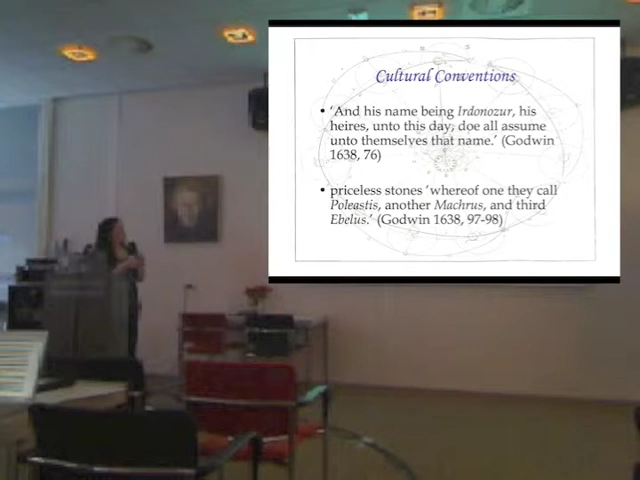 Cultural Conventions
• ‘And his name being Irdonozur, his
heires, unto this day, doe all assume
unto themselves that name.’ (Godwin
1638, 76)
• priceless stones ‘whereof one they call
Poleastis, another Machrus, and third
Ebelus.’ (Godwin 1638, 97-98)